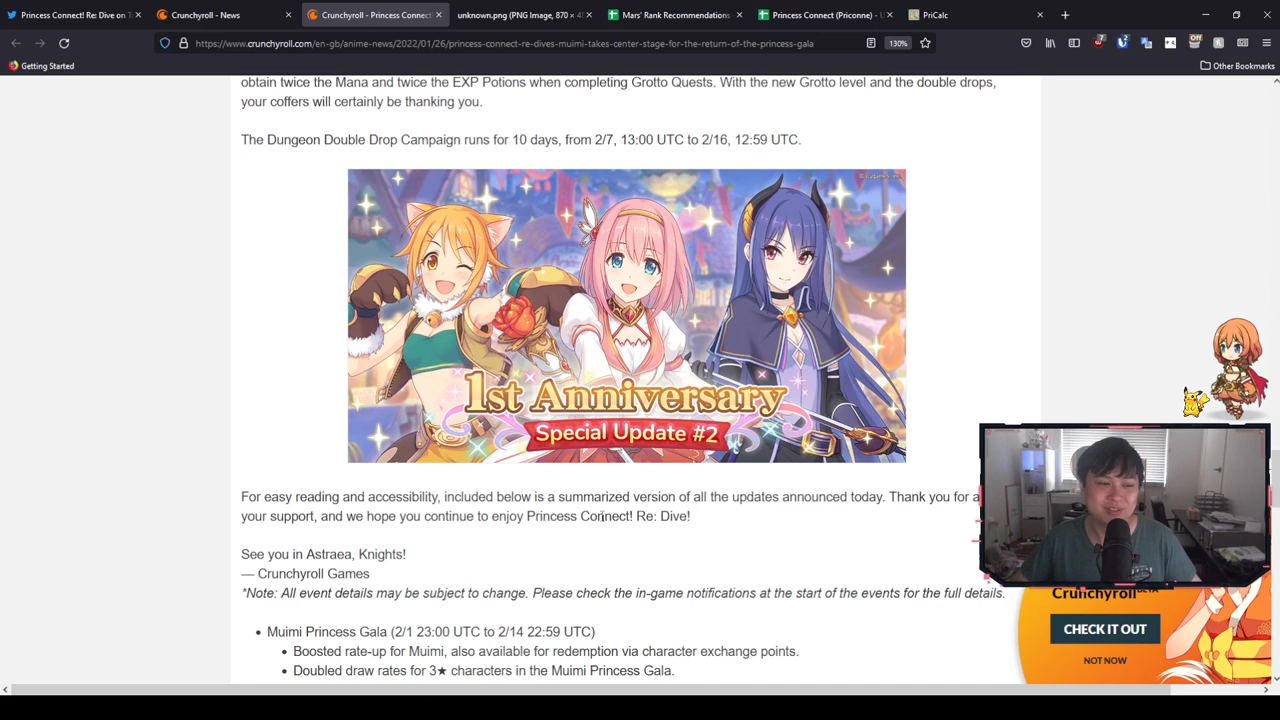 Princess Connect! Re: Dive on T
Crunchyroll - News
Crunchyroll - Princess Connect!
unknown.png (PNG Image, 870 × 4
Mars' Rank Recommendations
Princess Connect (Priconne) - U
PriCalc
https://www.crunchyroll.com/en-gb/anime-news/2022/01/26/princess-connect-re-dives-muimi-takes-center-stage-for-the-return-of-the-princess-gala
130%
Off
Getting Started
Other Bookmarks
obtain twice the Mana and twice the EXP Potions when completing Grotto Quests. With the new Grotto level and the double drops,
your coffers will certainly be thanking you.
The Dungeon Double Drop Campaign runs for 10 days, from 2/7, 13:00 UTC to 2/16, 12:59 UTC.
1st Anniversary
Special Update #2
For easy reading and accessibility, included below is a summarized version of all the updates announced today. Thank you for a
your support, and we hope you continue to enjoy Princess Connect! Re: Dive!
See you in Astraea, Knights!
— Crunchyroll Games
*Note: All event details may be subject to change. Please check the in-game notifications at the start of the events for the full details.
• Muimi Princess Gala (2/1 23:00 UTC to 2/14 22:59 UTC)
• Boosted rate-up for Muimi, also available for redemption via character exchange points.
• Doubled draw rates for 3★ characters in the Muimi Princess Gala.
Crunchyroll BETA
CHECK IT OUT
NOT NOW